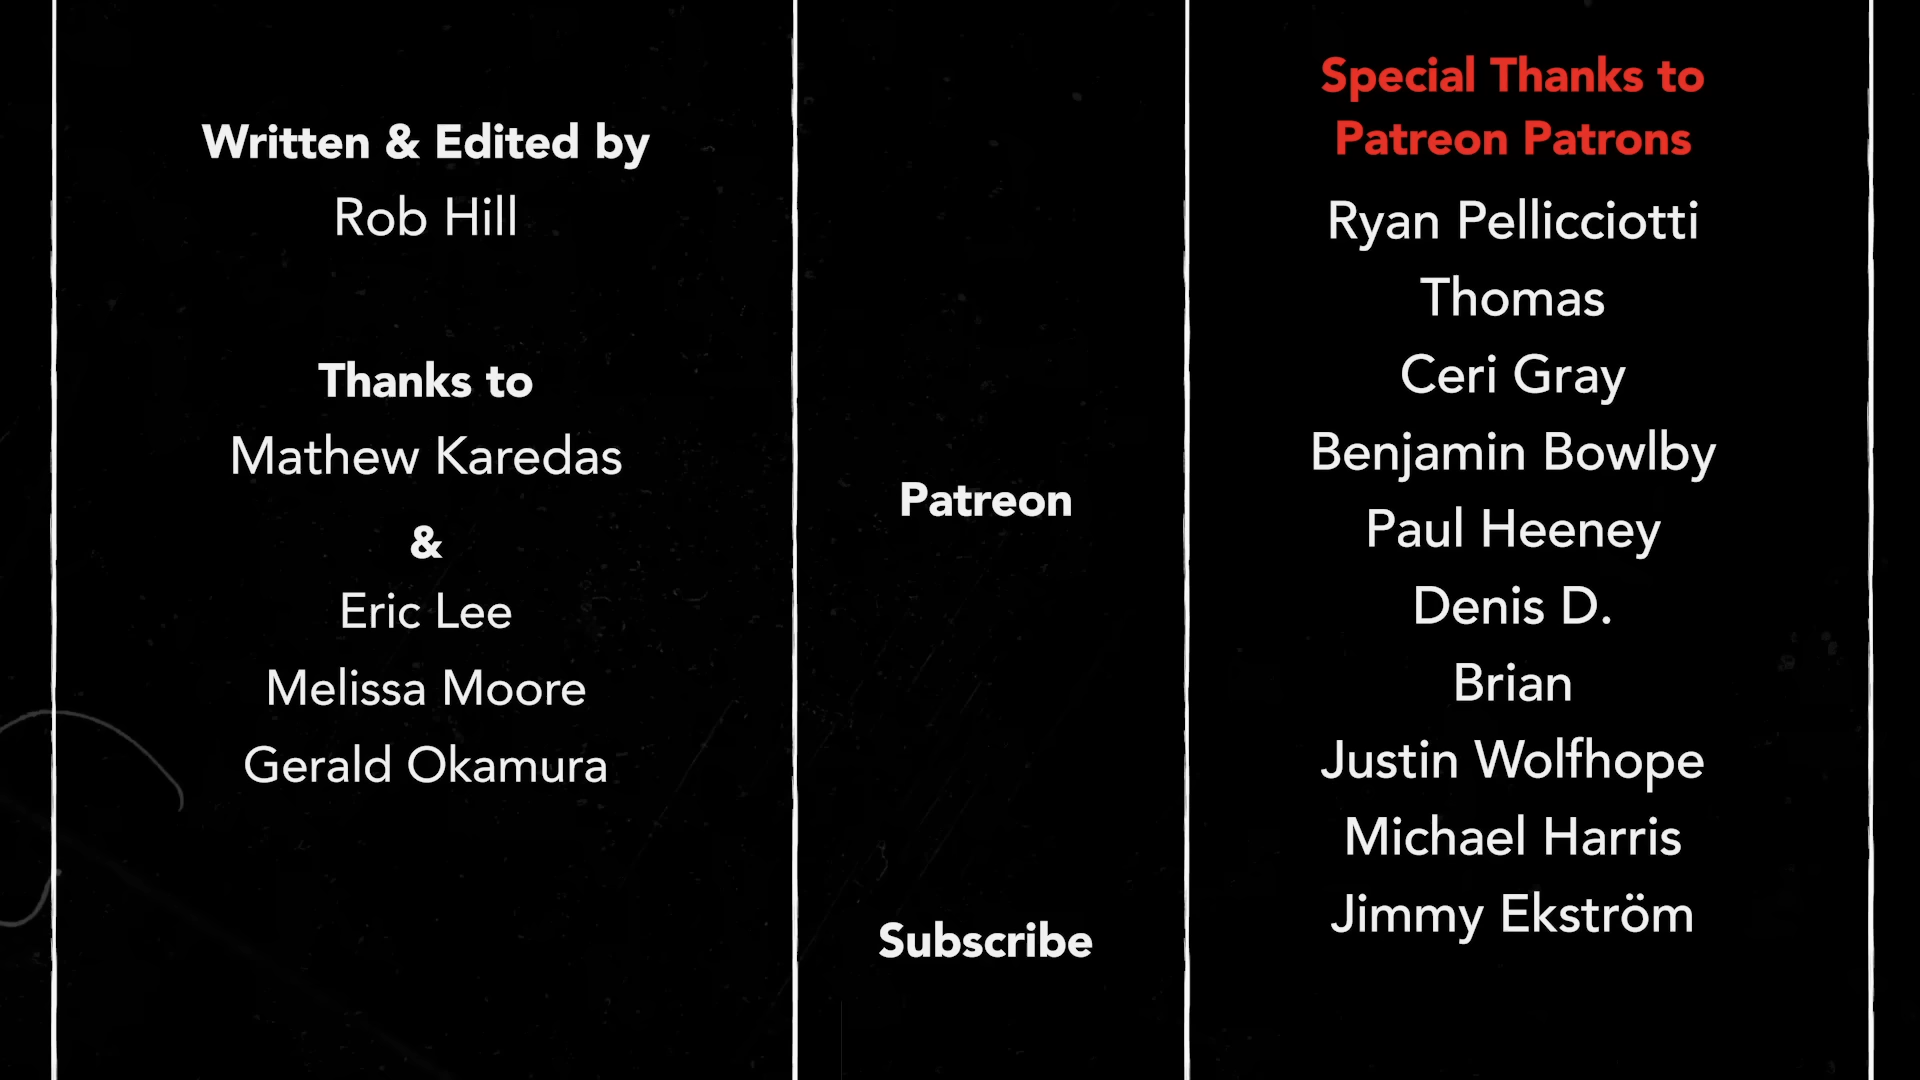 Written & Edited by
Rob Hill
Thanks to
Mathew Karedas
&
Eric Lee
Melissa Moore
Gerald Okamura
Patreon
Subscribe
Special Thanks to
Patreon Patrons
Ryan Pellicciotti
Thomas
Ceri Gray
Benjamin Bowlby
Paul Heeney
Denis D.
Brian
Justin Wolfhope
Michael Harris
Jimmy Ekström